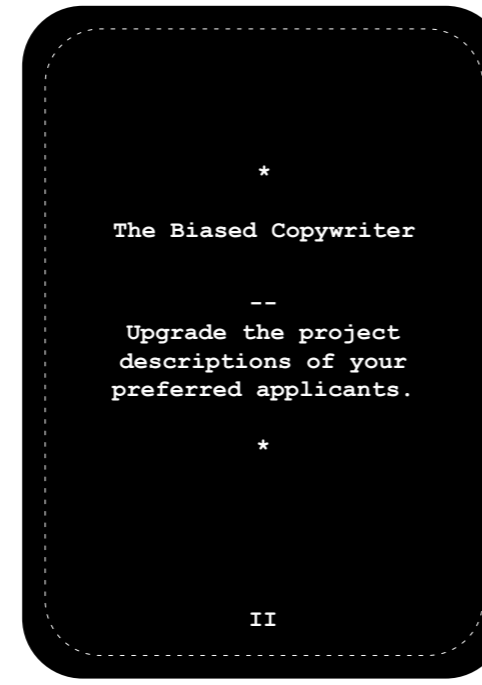 *
The Biased Copywriter
--
Upgrade the project
descriptions of your
preferred applicants.
*
II